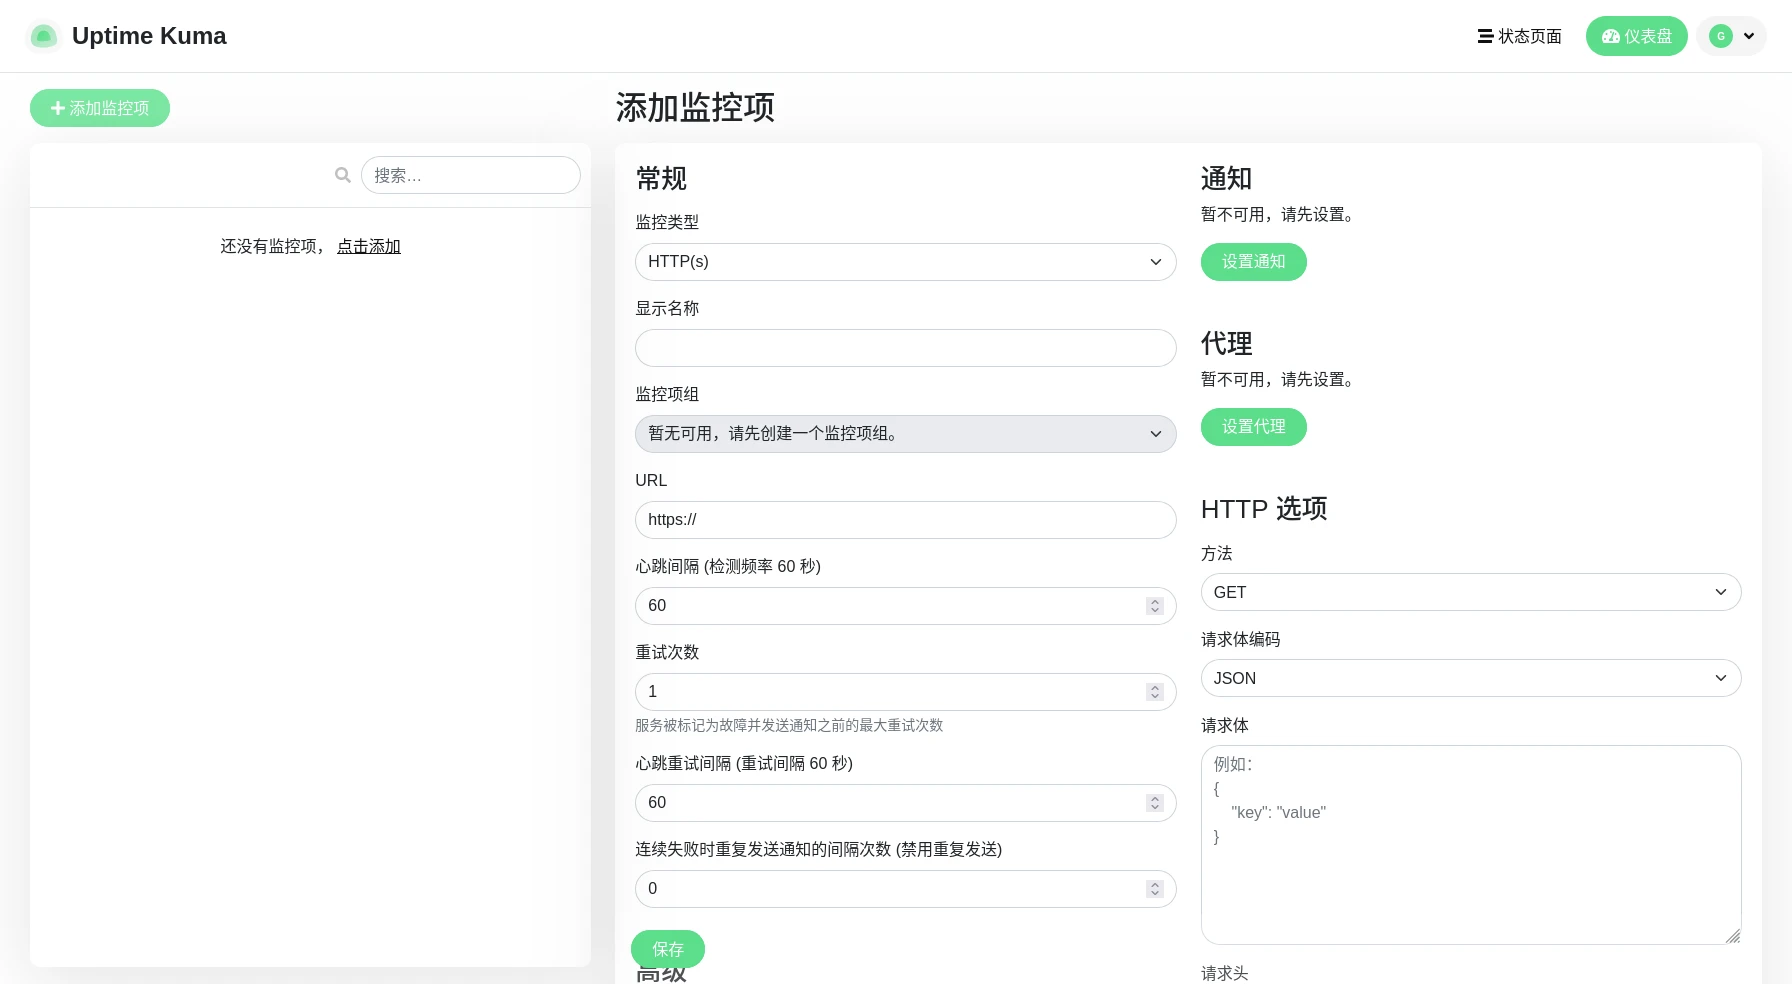 Uptime Kuma
状态页面
仪表盘
G
添加监控项
添加监控项
搜索…
还没有监控项， 点击添加
常规
监控类型
HTTP(s)
显示名称
监控项组
暂无可用，请先创建一个监控项组。
URL
https://
心跳间隔 (检测频率 60 秒)
60
重试次数
1
服务被标记为故障并发送通知之前的最大重试次数
心跳重试间隔 (重试间隔 60 秒)
60
连续失败时重复发送通知的间隔次数 (禁用重复发送)
0
保存
高级
通知
暂不可用，请先设置。
设置通知
代理
暂不可用，请先设置。
设置代理
HTTP 选项
方法
GET
请求体编码
JSON
请求体
例如：
{
"key": "value"
}
请求头